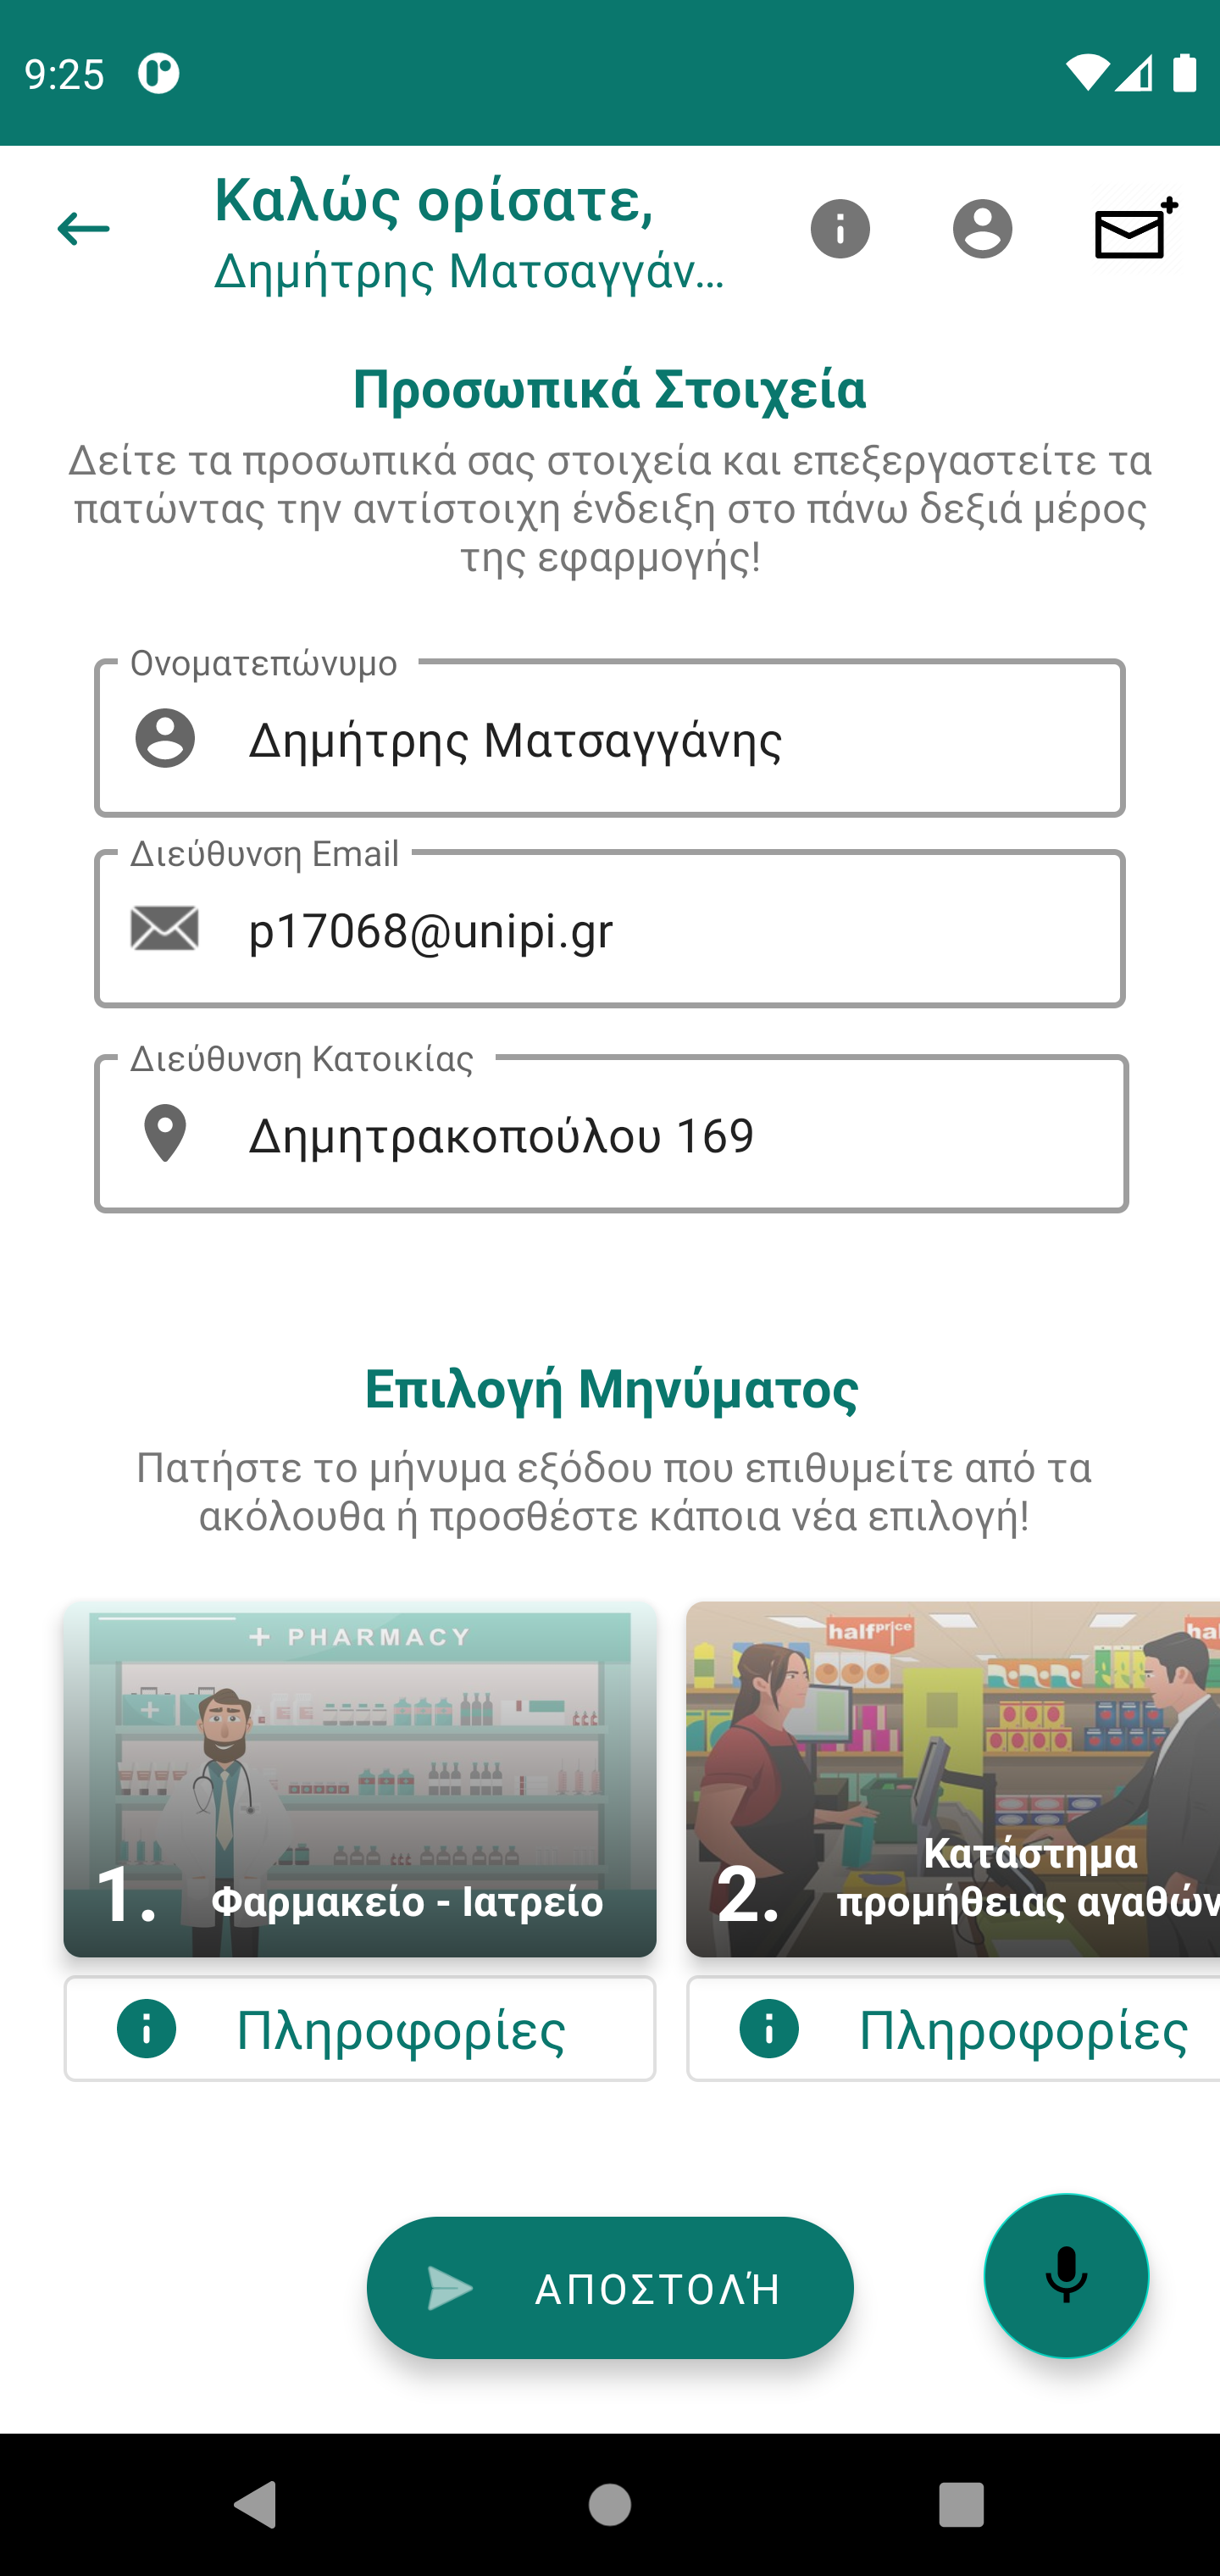 9:25
Καλώς ορίσατε,
Δημήτρης Ματσαγγάν...
Προσωπικά Στοιχεία
Δείτε τα προσωπικά σας στοιχεία και επεξεργαστείτε τα
πατώντας την αντίστοιχη ένδειξη στο πάνω δεξιά μέρος
της εφαρμογής!
Ονοματεπώνυμο
Δημήτρης Ματσαγγάνης
Διεύθυνση Email
p17068@unipi.gr
Διεύθυνση Κατοικίας
Δημητρακοπούλου 169
Επιλογή Μηνύματος
Πατήστε το μήνυμα εξόδου που επιθυμείτε από τα
ακόλουθα ή προσθέστε κάποια νέα επιλογή!
+ PHARMACY
1. Φαρμακείο - Ιατρείο
Πληροφορίες
half price
hal
2. Κατάστημα
προμήθειας αγαθών
Πληροφορίες
ΑΠΟΣΤΟΛΉ